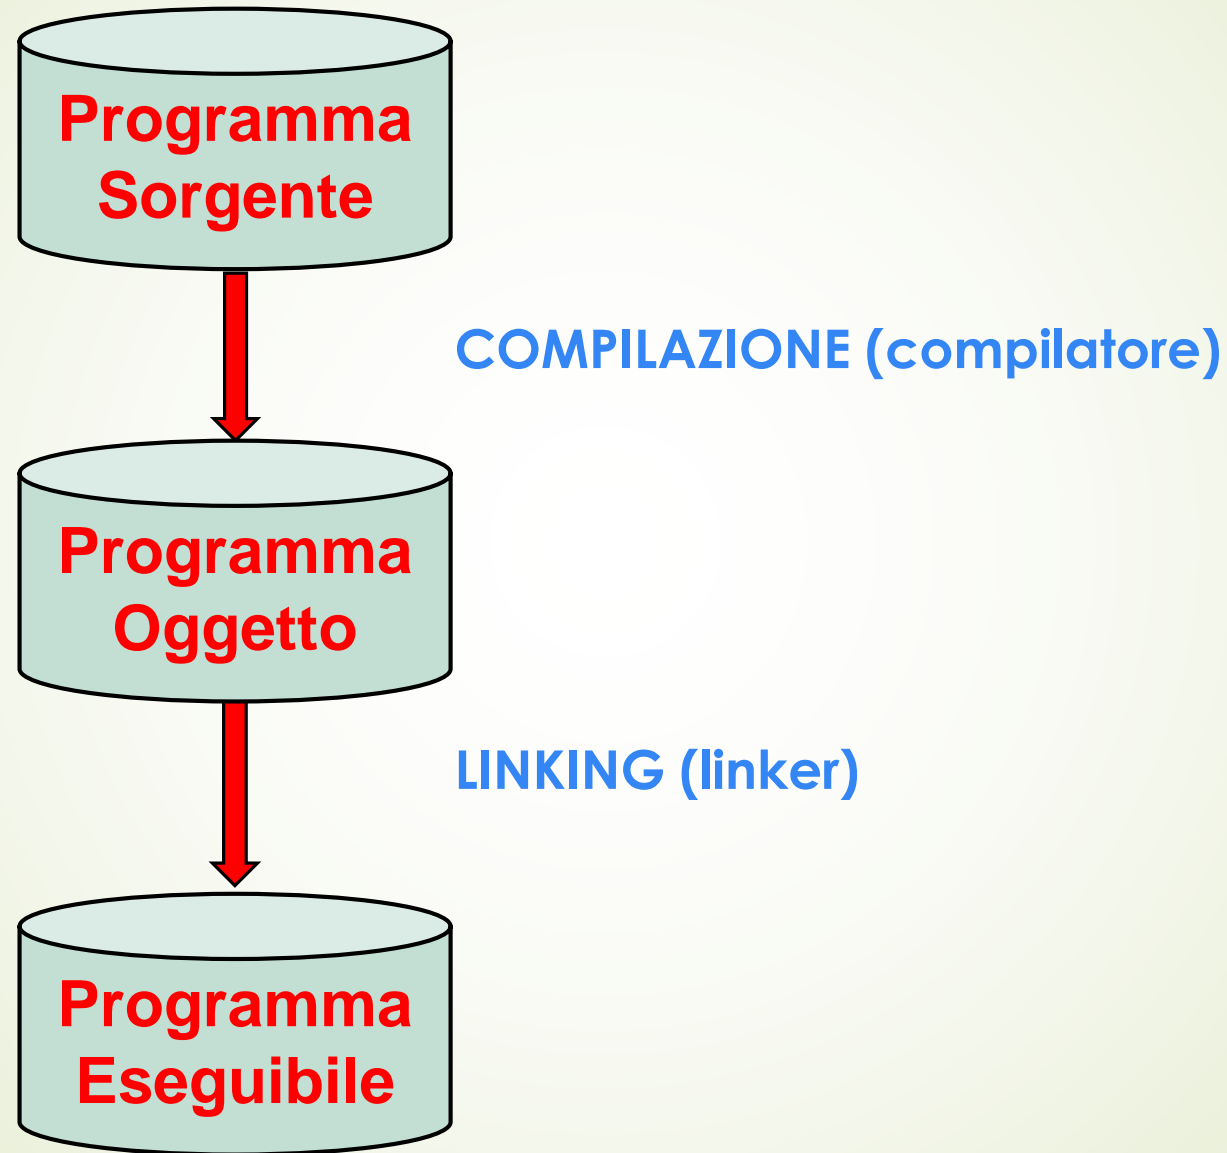 Programma
Sorgente
COMPILAZIONE (compilatore)
Programma
Oggetto
LINKING (linker)
Programma
Eseguibile